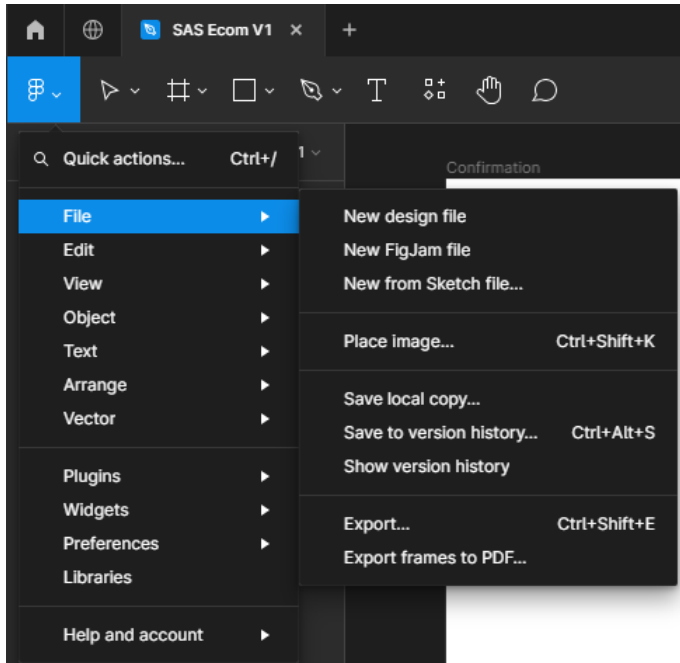 SAS Ecom V1
T
Quick actions... Ctrl+/
1
Confirmation
File
Edit
View
Object
Text
Arrange
Vector
Plugins
Widgets
Preferences
Libraries
Help and account
New design file
New FigJam file
New from Sketch file...
Place image... Ctrl+Shift+K
Save local copy...
Save to version history... Ctrl+Alt+S
Show version history
Export... Ctrl+Shift+E
Export frames to PDF...